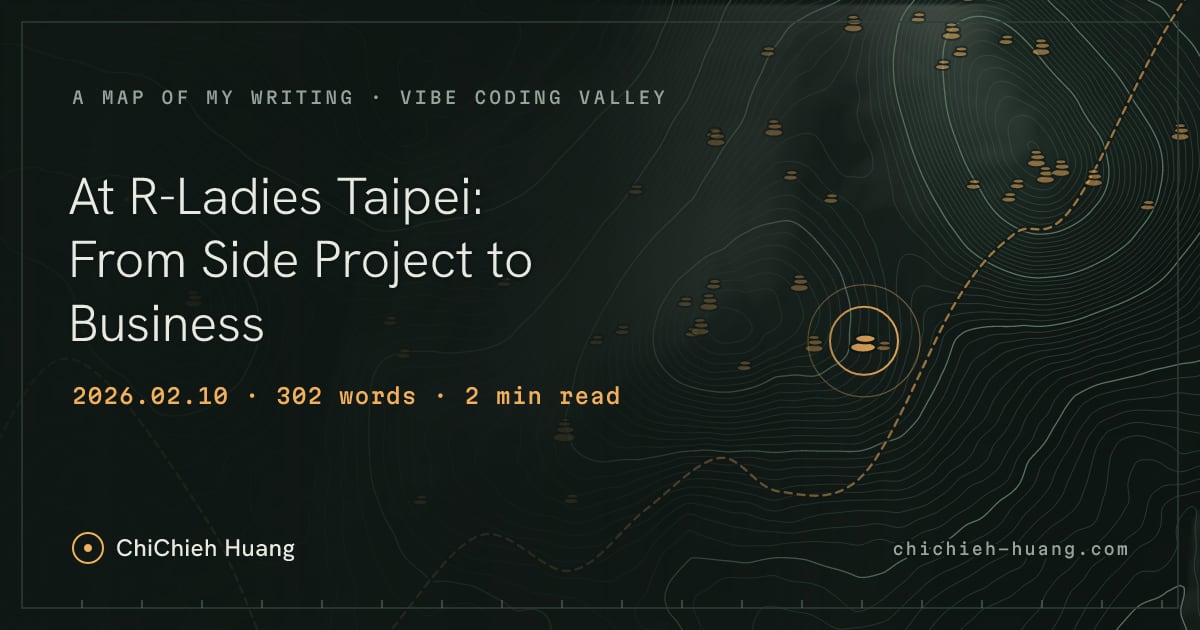 A MAP OF MY WRITING · VIBE CODING VALLEY
At R-Ladies Taipei:
From Side Project to
Business
2026.02.10 · 302 words · 2 min read
ChiChieh Huang
chichieh-huang.com